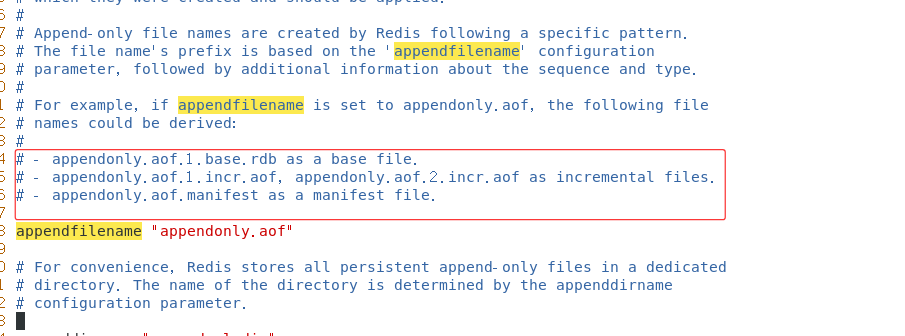 # which they were created and should be applied.
6 #
7 # Append-only file names are created by Redis following a specific pattern.
8 # The file name's prefix is based on the 'appendfilename' configuration
9 # parameter, followed by additional information about the sequence and type.
0 #
1 # For example, if appendfilename is set to appendonly.aof, the following file
2 # names could be derived:
3 #
4 # - appendonly.aof.1.base.rdb as a base file.
5 # - appendonly.aof.1.incr.aof, appendonly.aof.2.incr.aof as incremental files.
6 # - appendonly.aof.manifest as a manifest file.
7
8 appendfilename "appendonly.aof"
9
0 # For convenience, Redis stores all persistent append-only files in a dedicated
1 # directory. The name of the directory is determined by the appenddirname
2 # configuration parameter.
3